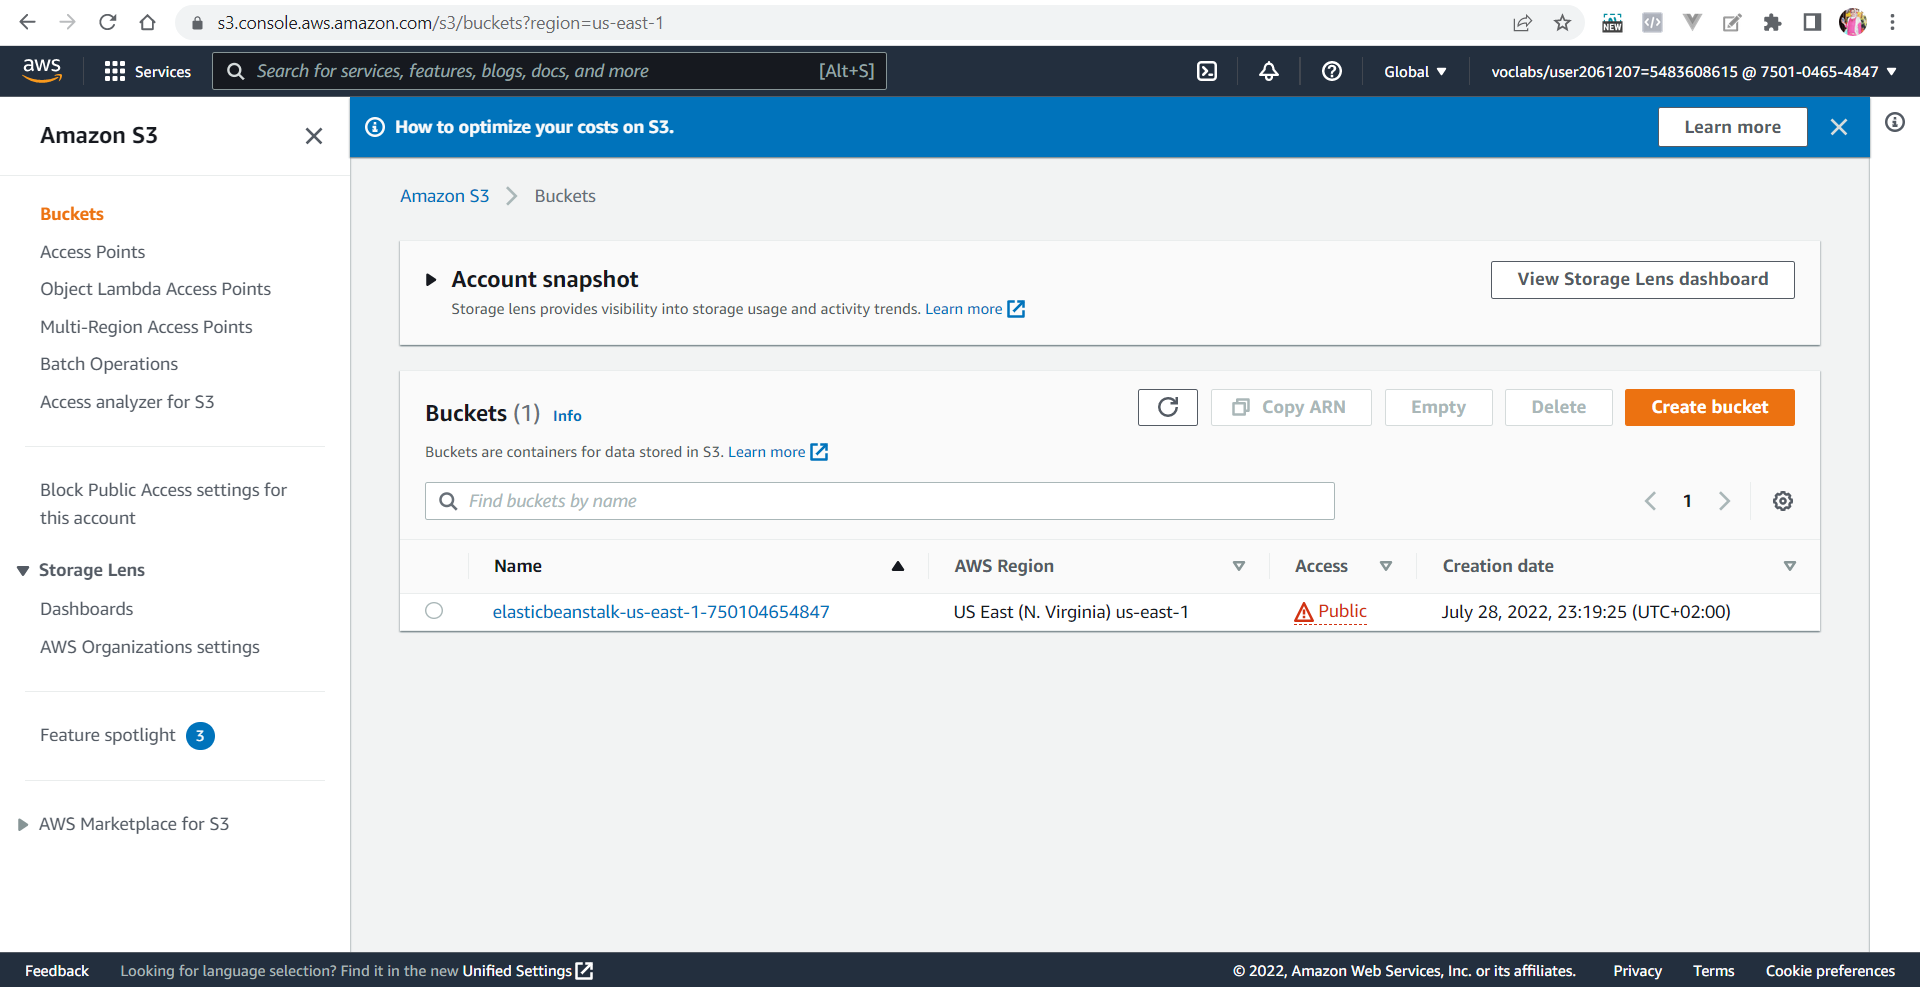 s3.console.aws.amazon.com/s3/buckets?region=us-east-1
NEW
aws
Services
Search for services, features, blogs, docs, and more
[Alt+S]
Global
voclabs/user2061207=5483608615 @ 7501-0465-4847
Amazon S3
Buckets
Access Points
Object Lambda Access Points
Multi-Region Access Points
Batch Operations
Access analyzer for S3
Block Public Access settings for
this account
Storage Lens
Dashboards
AWS Organizations settings
Feature spotlight 3
AWS Marketplace for S3
How to optimize your costs on S3.
Learn more
Amazon S3 Buckets
Account snapshot
View Storage Lens dashboard
Storage lens provides visibility into storage usage and activity trends. Learn more
Buckets (1) Info
Copy ARN
Empty
Delete
Create bucket
Buckets are containers for data stored in S3. Learn more
Find buckets by name
1
Name AWS Region Access Creation date
elasticbeanstalk-us-east-1-750104654847 US East (N. Virginia) us-east-1 Public July 28, 2022, 23:19:25 (UTC+02:00)
Feedback Looking for language selection? Find it in the new Unified Settings
© 2022, Amazon Web Services, Inc. or its affiliates. Privacy Terms Cookie preferences